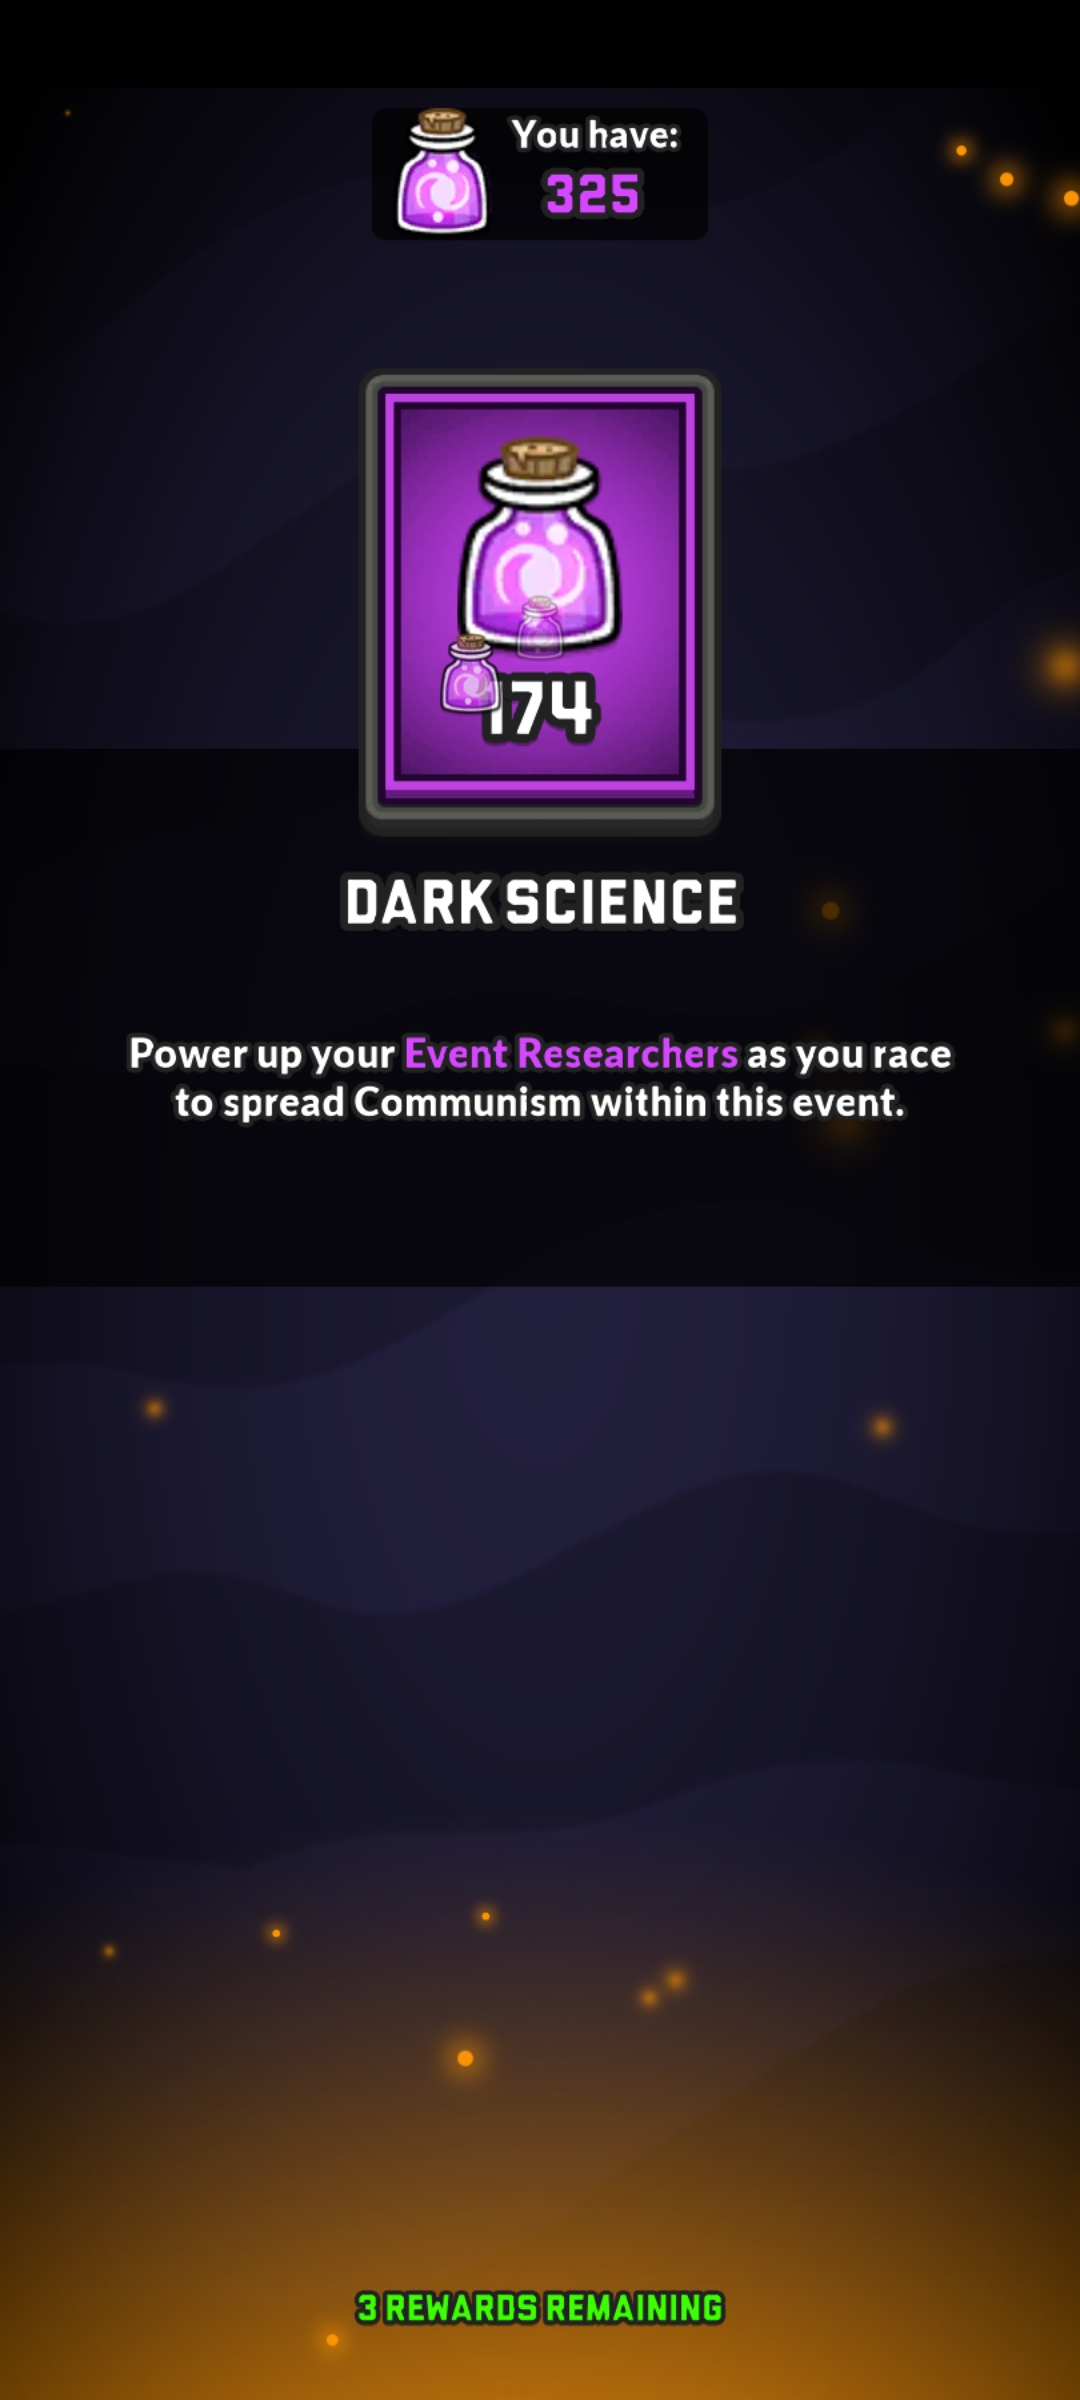 You have:
325
174
DARK SCIENCE
Power up your Event Researchers as you race
to spread Communism within this event.
3 REWARDS REMAINING